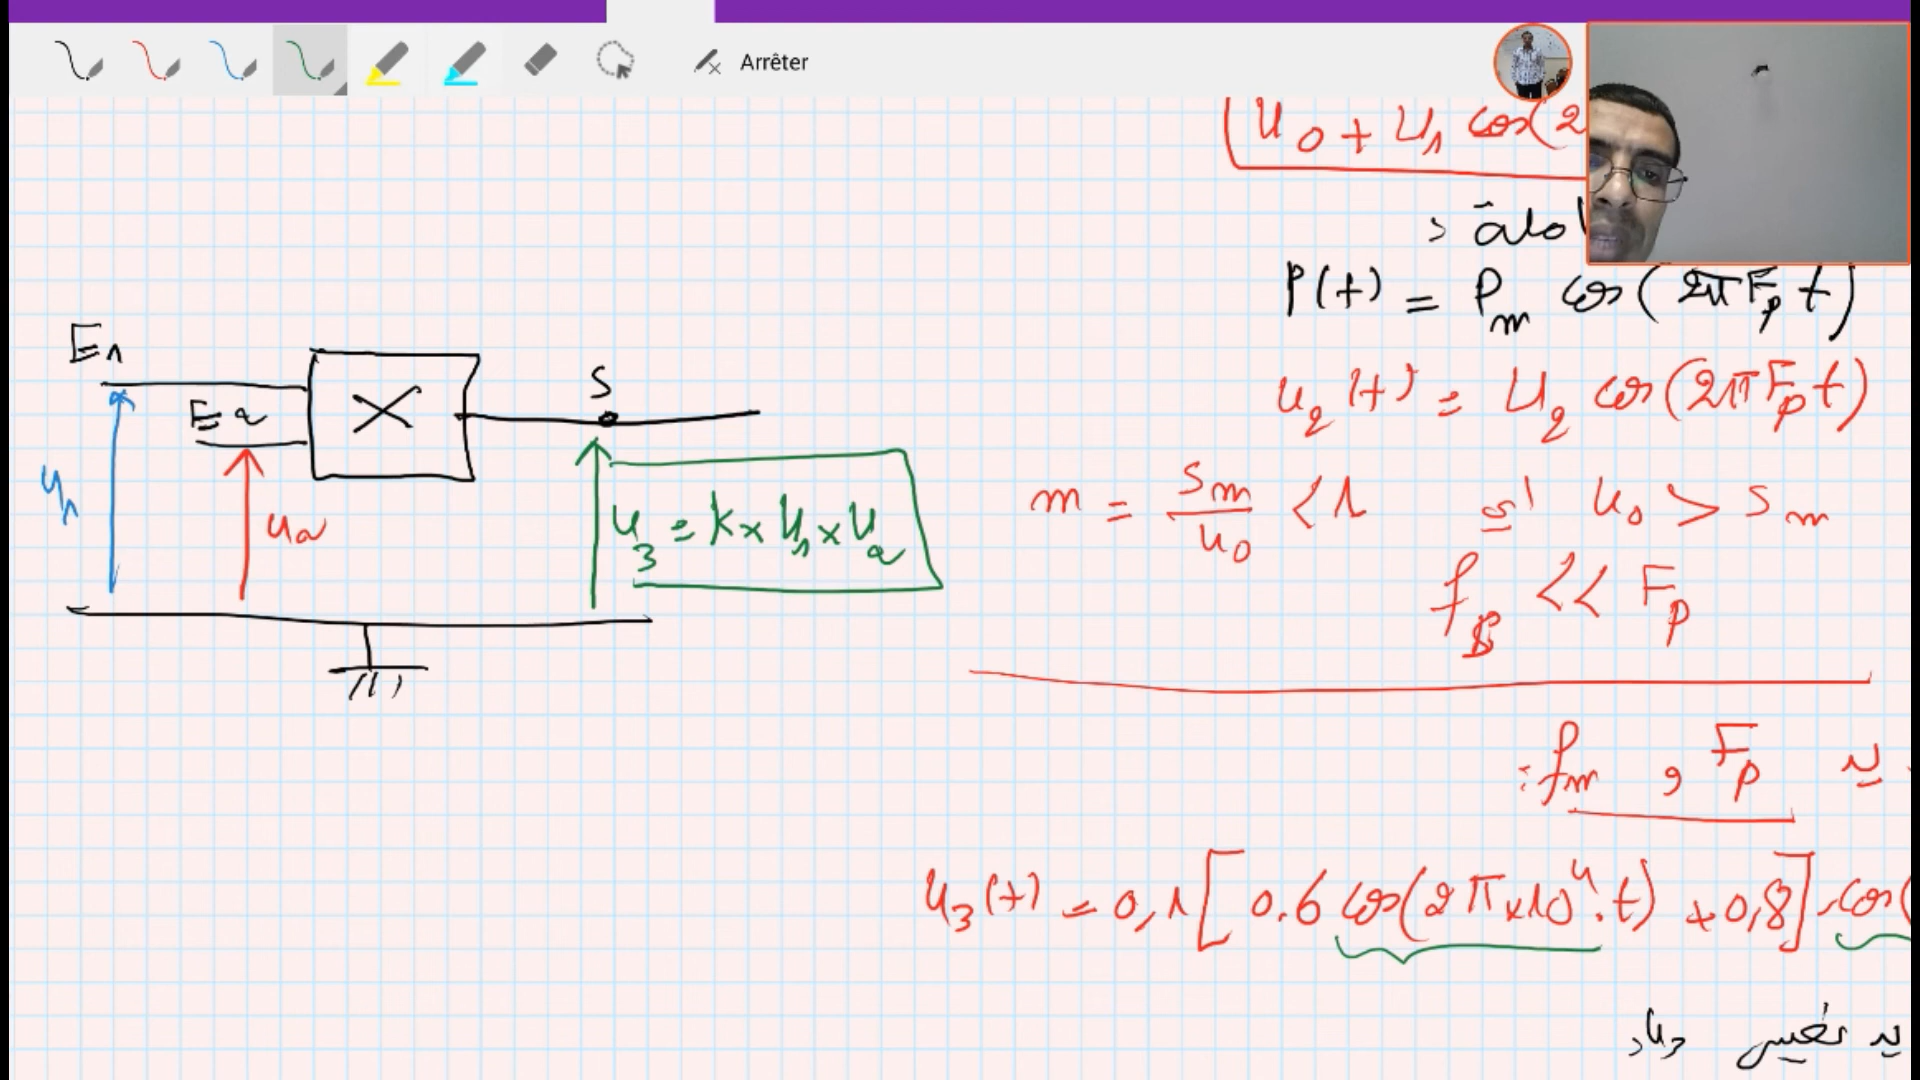 Arrêter
U₀ + U₁ cos(2
P(t) = Pm cos(2πFp t)
E₁
u₂(t) = U₂ cos(2πFp t)
S
E₂
X
m = Sm/U₀ < 1 U₀ > Sm
u₁
u₂
u₃ = k × u₁ × u₂
f << Fp
: fm و Fp
u₃(t) = 0,1[0.6 cos(2π×10⁴.t) + 0,8].cos(